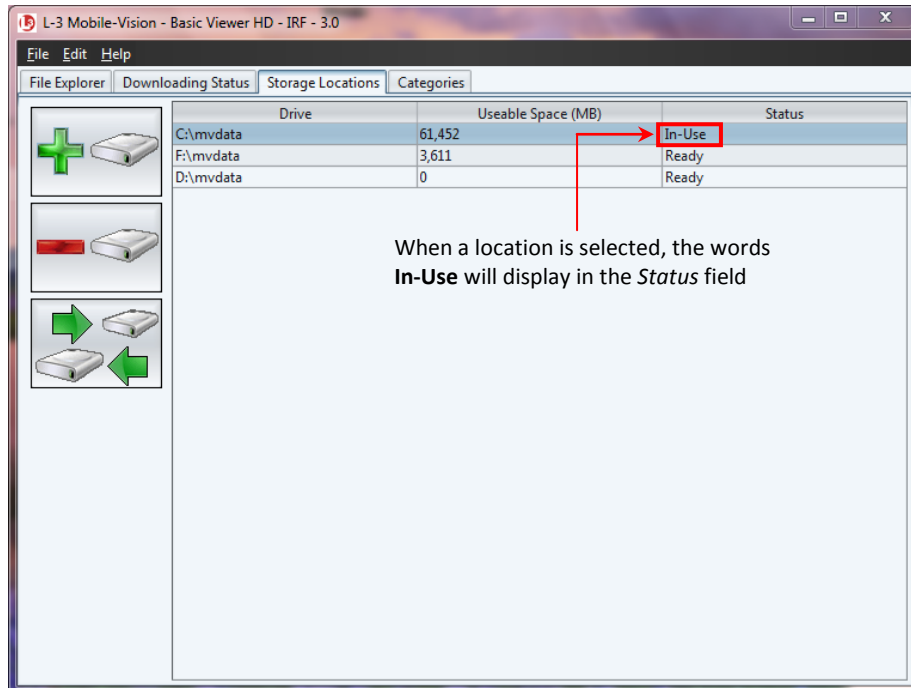 L-3 Mobile-Vision - Basic Viewer HD - IRF - 3.0
File Edit Help
File Explorer Downloading Status Storage Locations Categories
Drive Useable Space (MB) Status
C:\mvdata 61,452 In-Use
F:\mvdata 3,611 Ready
D:\mvdata 0 Ready
When a location is selected, the words
In-Use will display in the Status field